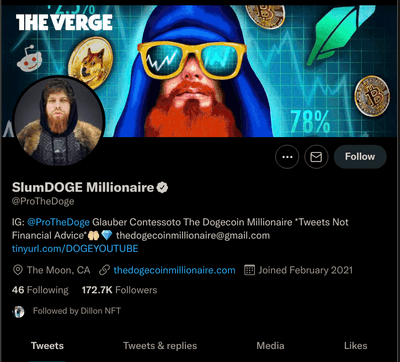 THE VERGE
78%
Follow
SlumDOGE Millionaire
@ProTheDoge
IG: @ProTheDoge Glauber Contessoto The Dogecoin Millionaire *Tweets Not
Financial Advice*🤲🏻💎 thedogecoinmillionaire@gmail.com
tinyurl.com/DOGEYOUTUBE
The Moon, CA thedogecoinmillionaire.com Joined February 2021
46 Following 172.7K Followers
Followed by Dillon NFT
Tweets Tweets & replies Media Likes